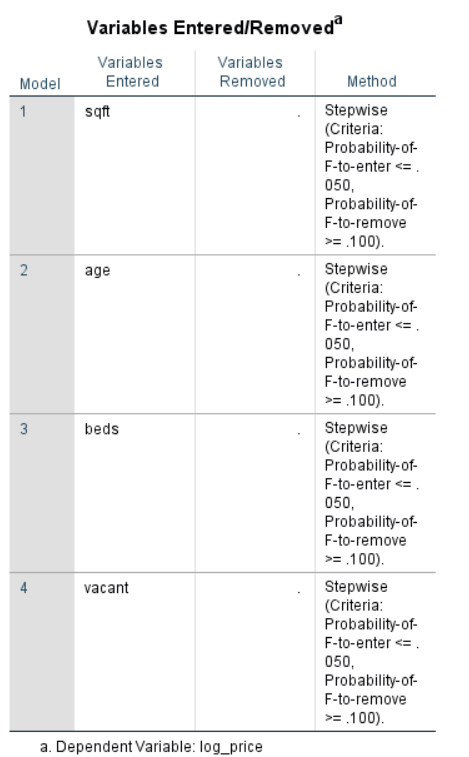 Variables Entered/Removedᵃ
Model Variables Entered Variables Removed Method
1 sqft . Stepwise
(Criteria:
Probability-of-
F-to-enter <= .
050,
Probability-of-
F-to-remove
>= .100).
2 age . Stepwise
(Criteria:
Probability-of-
F-to-enter <= .
050,
Probability-of-
F-to-remove
>= .100).
3 beds . Stepwise
(Criteria:
Probability-of-
F-to-enter <= .
050,
Probability-of-
F-to-remove
>= .100).
4 vacant . Stepwise
(Criteria:
Probability-of-
F-to-enter <= .
050,
Probability-of-
F-to-remove
>= .100).
a. Dependent Variable: log_price